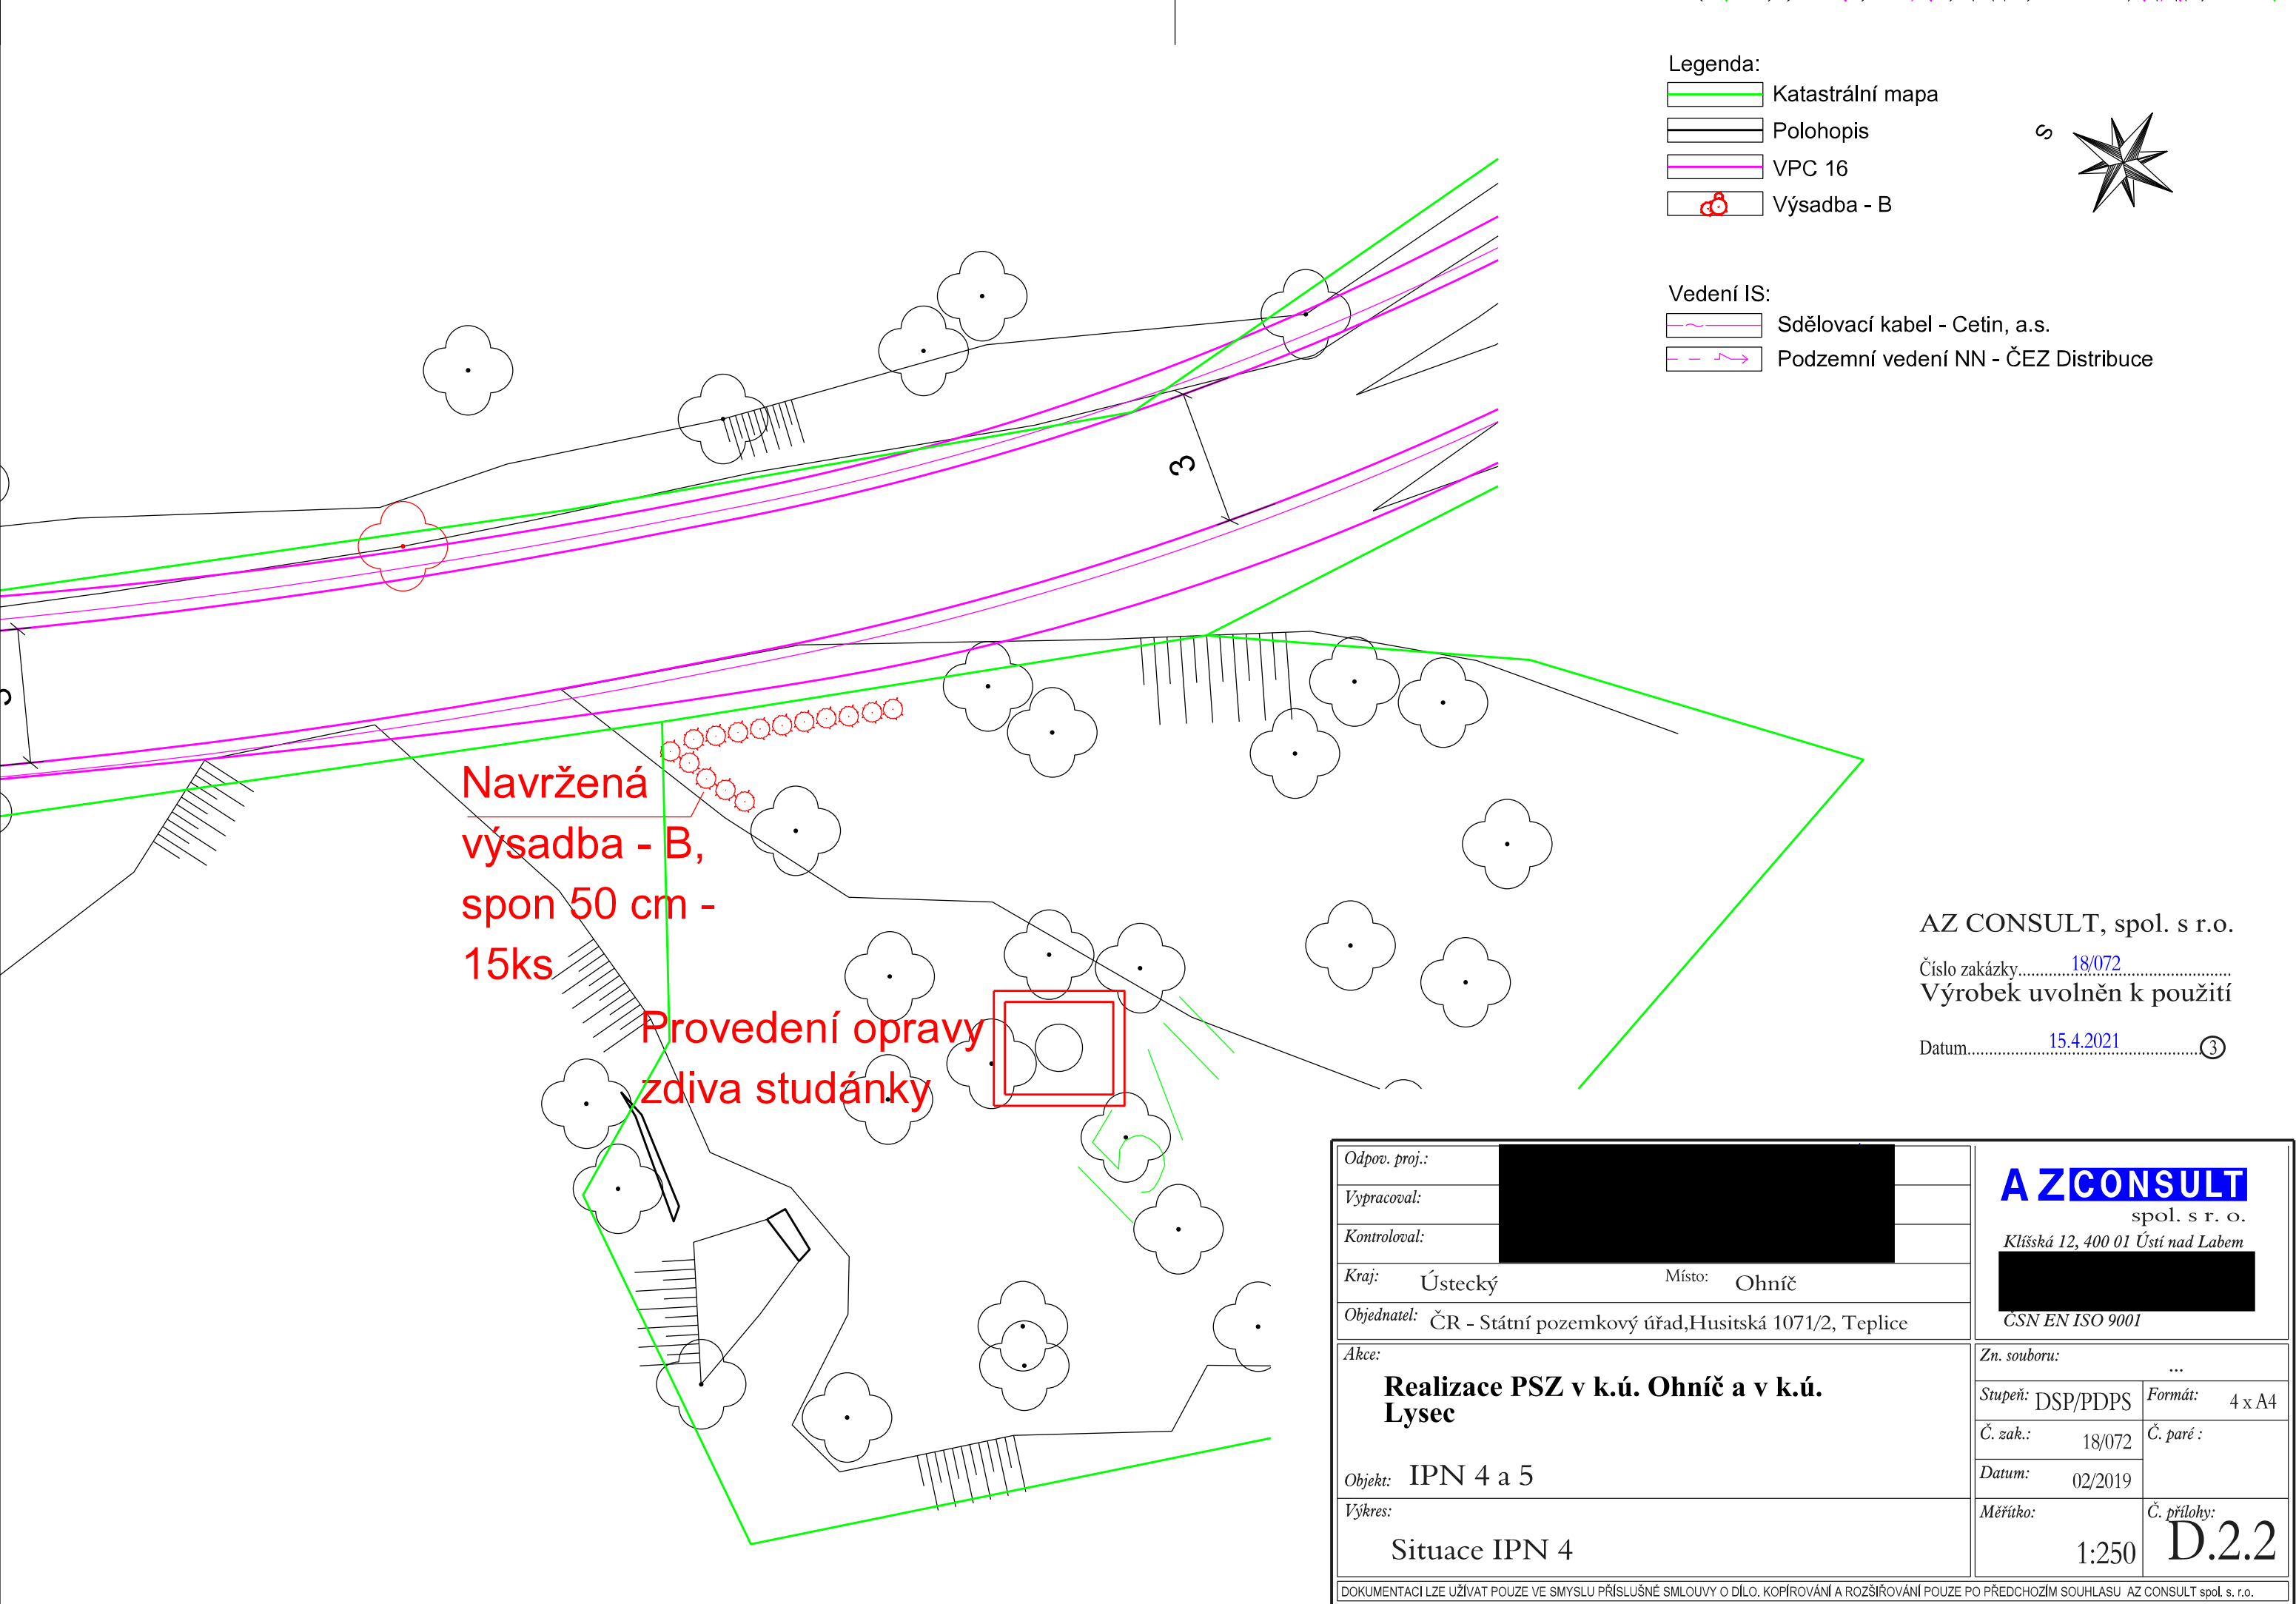 Legenda:
Katastrální mapa
Polohopis
VPC 16
Výsadba - B
S
Vedení IS:
Sdělovací kabel - Cetin, a.s.
Podzemní vedení NN - ČEZ Distribuce
3
3
Navržená
výsadba - B,
spon 50 cm -
15ks
Provedení opravy
zdiva studánky
AZ CONSULT, spol. s r.o.
Číslo zakázky 18/072
Výrobek uvolněn k použití
Datum 15.4.2021 3
Odpov. proj.:
Vypracoval:
Kontroloval:
Kraj: Ústecký Místo: Ohníč
Objednatel: ČR - Státní pozemkový úřad,Husitská 1071/2, Teplice
AZ CONSULT
spol. s r. o.
Klíšská 12, 400 01 Ústí nad Labem
ČSN EN ISO 9001
Akce:
Realizace PSZ v k.ú. Ohníč a v k.ú.
Lysec
Objekt: IPN 4 a 5
Výkres:
Situace IPN 4
Zn. souboru: ...
Stupeň: DSP/PDPS Formát: 4 x A4
Č. zak.: 18/072 Č. paré :
Datum: 02/2019
Měřítko: 1:250 Č. přílohy: D.2.2
DOKUMENTACI LZE UŽÍVAT POUZE VE SMYSLU PŘÍSLUŠNÉ SMLOUVY O DÍLO. KOPÍROVÁNÍ A ROZŠIŘOVÁNÍ POUZE PO PŘEDCHOZÍM SOUHLASU AZ CONSULT spol. s. r.o.